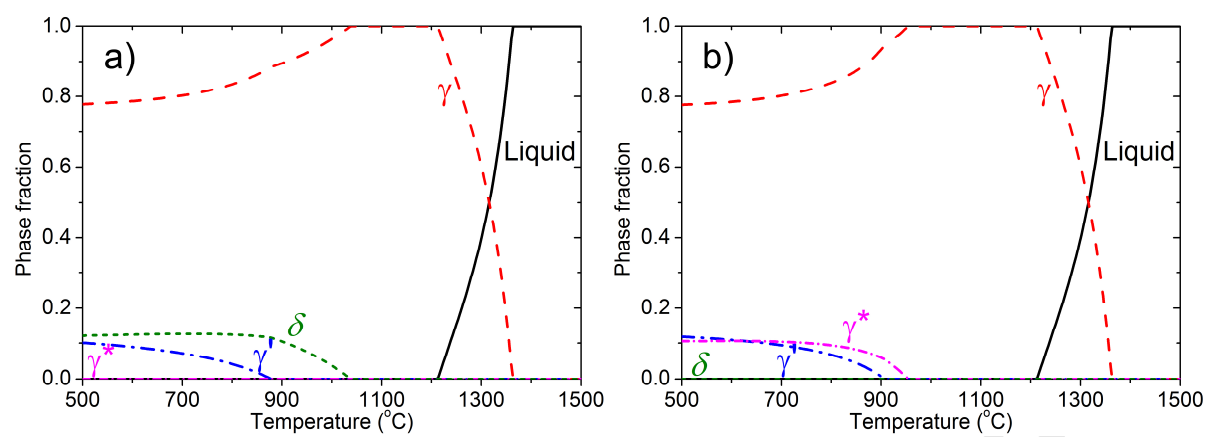 a)
1.0
0.8
0.6
0.4
0.2
0.0
Phase fraction
γ
Liquid
δ
γ*
γ'
500 700 900 1100 1300 1500
Temperature (°C)
b)
1.0
0.8
0.6
0.4
0.2
0.0
Phase fraction
γ
Liquid
γ*
δ
γ'
500 700 900 1100 1300 1500
Temperature (°C)